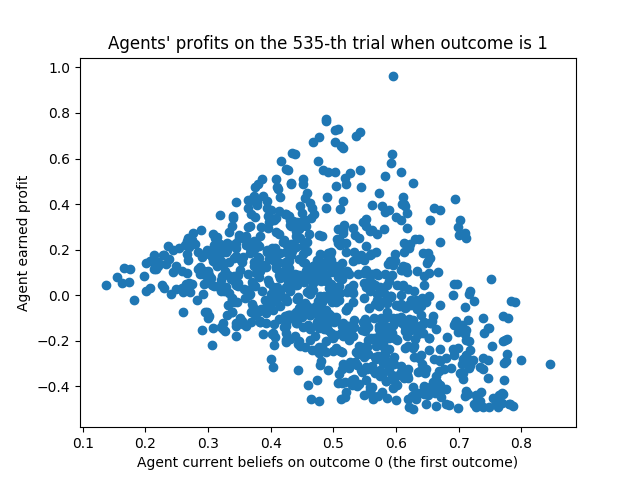 Agents' profits on the 535-th trial when outcome is 1
1.0
0.8
0.6
0.4
0.2
0.0
−0.2
−0.4
Agent earned profit
0.1 0.2 0.3 0.4 0.5 0.6 0.7 0.8
Agent current beliefs on outcome 0 (the first outcome)